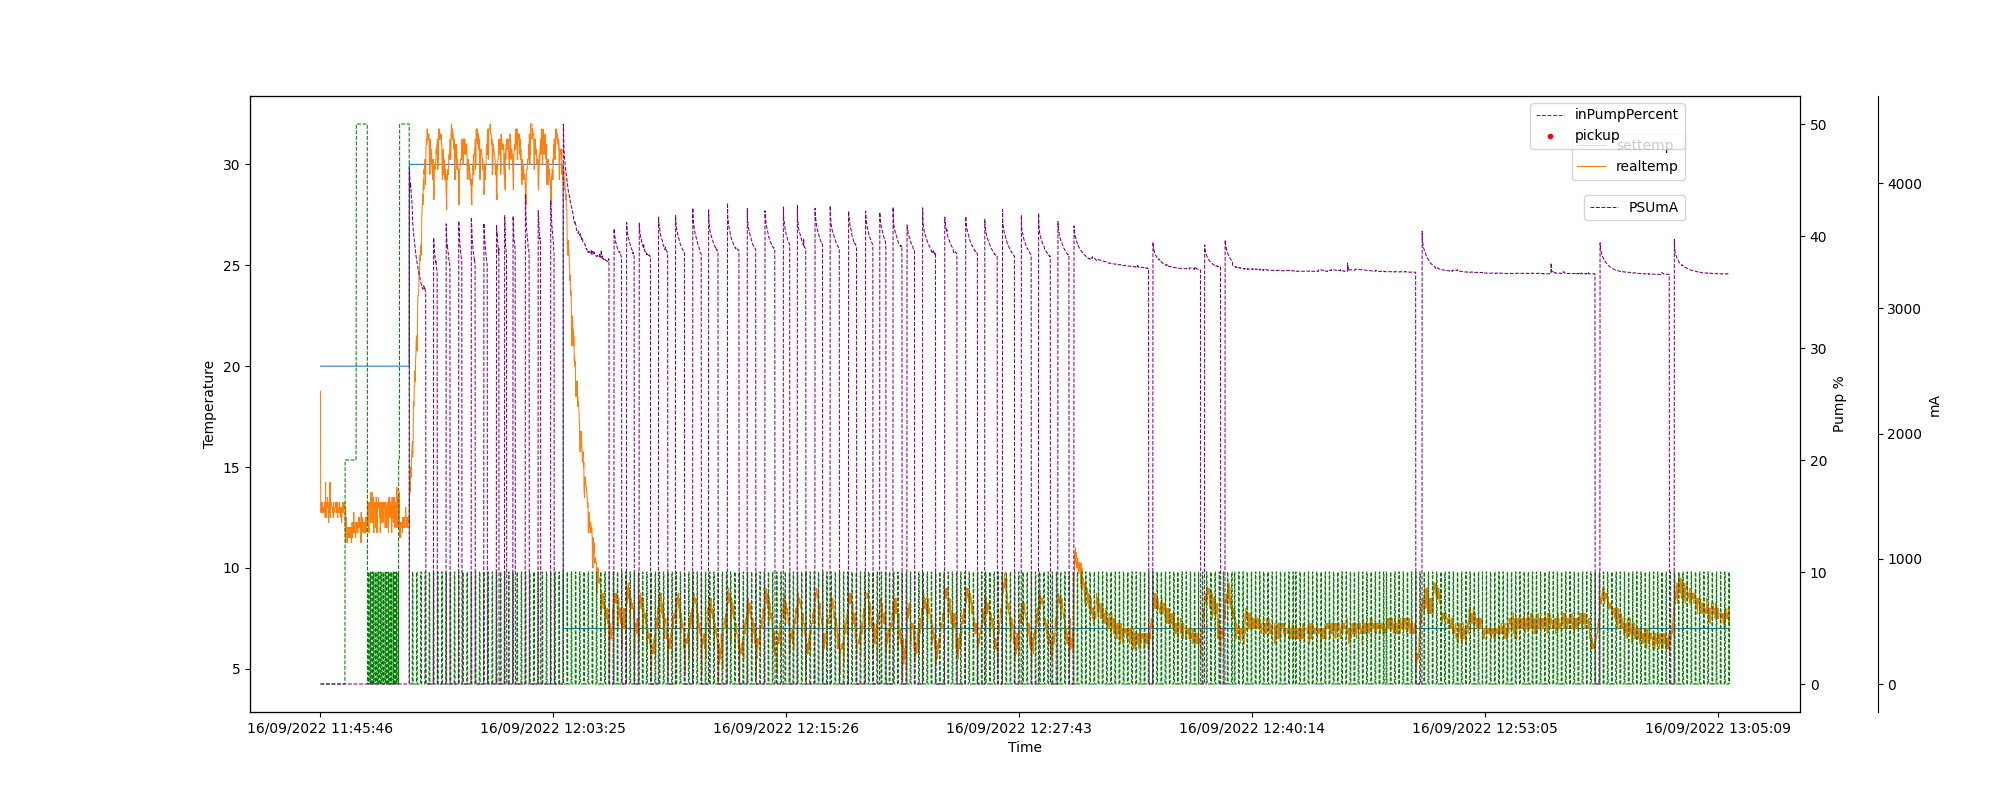 inPumpPercent
pickup
settemp
realtemp
PSUmA
30
25
20
15
10
5
Temperature
50
40
30
20
10
0
Pump %
4000
3000
2000
1000
0
mA
16/09/2022 11:45:46
16/09/2022 12:03:25
16/09/2022 12:15:26
16/09/2022 12:27:43
16/09/2022 12:40:14
16/09/2022 12:53:05
16/09/2022 13:05:09
Time